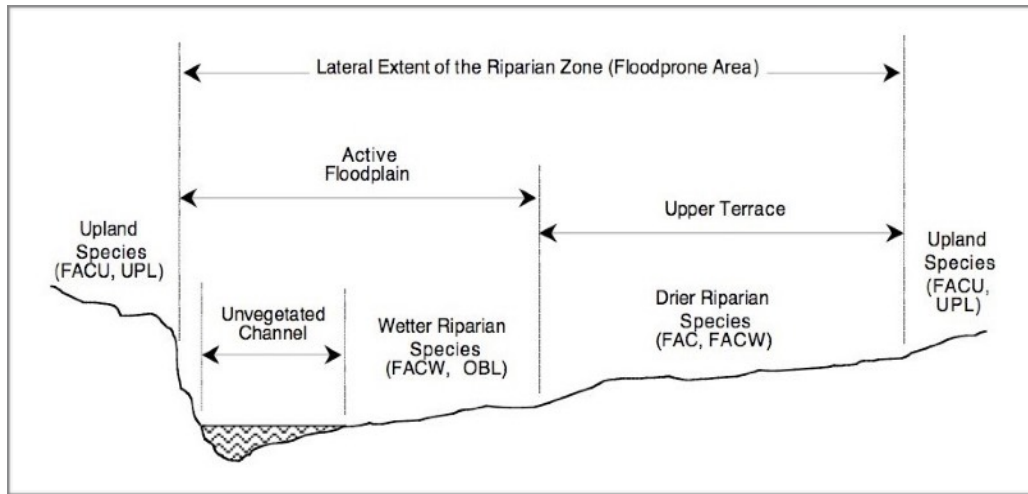 Lateral Extent of the Riparian Zone (Floodprone Area)
Active
Floodplain
Upper Terrace
Upland
Species
(FACU, UPL)
Unvegetated
Channel
Wetter Riparian
Species
(FACW, OBL)
Drier Riparian
Species
(FAC, FACW)
Upland
Species
(FACU,
UPL)